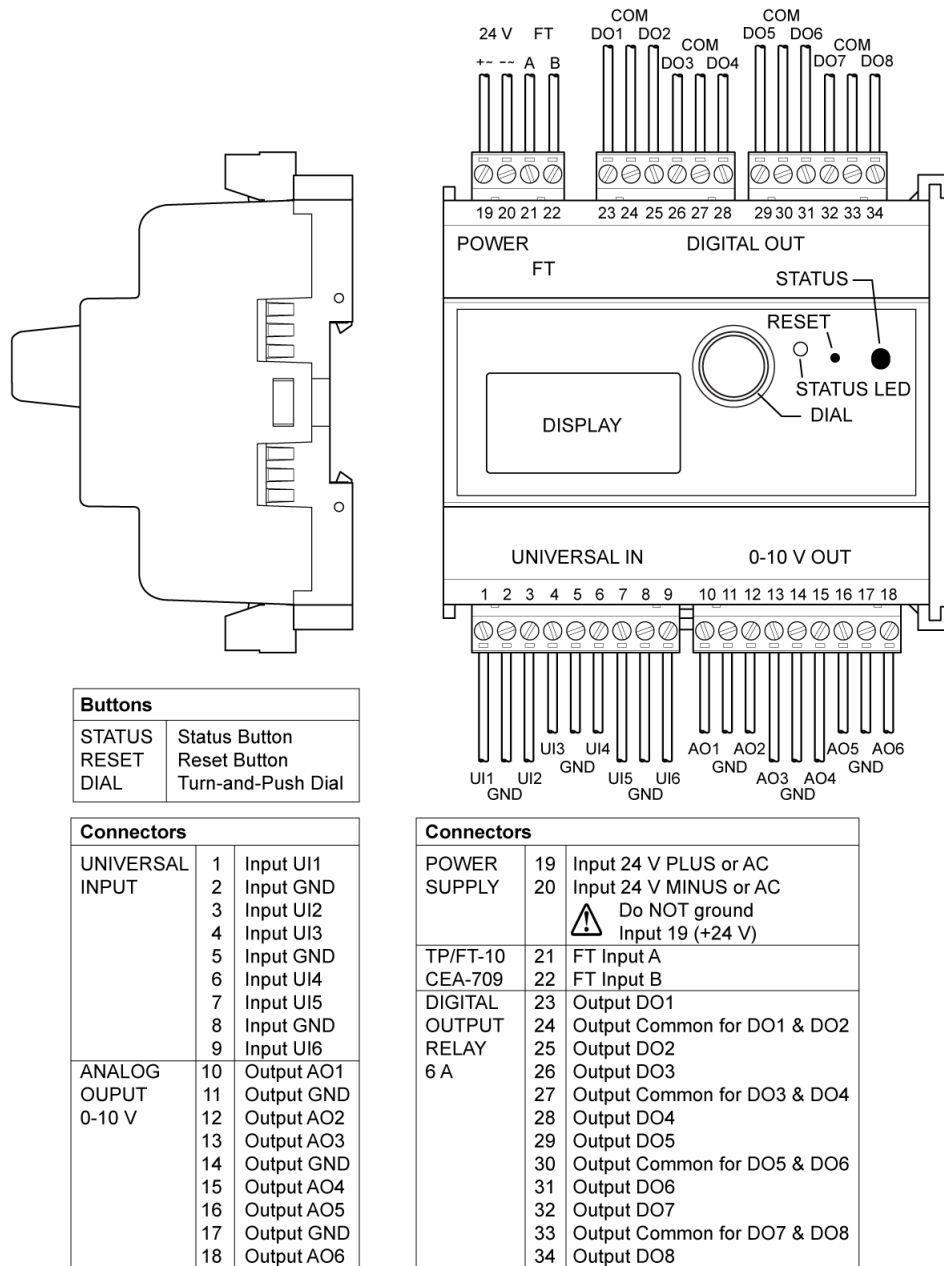 COM COM
24 V FT DO1 DO2 DO5 DO6
COM COM
+~ -~ A B DO3 DO4 DO7 DO8
19 20 21 22 23 24 25 26 27 28 29 30 31 32 33 34
POWER DIGITAL OUT
FT
STATUS
RESET
STATUS LED
DIAL
DISPLAY
UNIVERSAL IN 0-10 V OUT
1 2 3 4 5 6 7 8 9 10 11 12 13 14 15 16 17 18
UI3 UI4 AO1 AO2 AO5 AO6
GND GND GND
UI1 UI2 UI5 UI6 AO3 AO4
GND GND GND
Buttons
STATUS Status Button
RESET Reset Button
DIAL Turn-and-Push Dial
Connectors
UNIVERSAL 1 Input UI1
INPUT 2 Input GND
3 Input UI2
4 Input UI3
5 Input GND
6 Input UI4
7 Input UI5
8 Input GND
9 Input UI6
ANALOG 10 Output AO1
OUPUT 11 Output GND
0-10 V 12 Output AO2
13 Output AO3
14 Output GND
15 Output AO4
16 Output AO5
17 Output GND
18 Output AO6
Connectors
POWER 19 Input 24 V PLUS or AC
SUPPLY 20 Input 24 V MINUS or AC
Do NOT ground
Input 19 (+24 V)
TP/FT-10 21 FT Input A
CEA-709 22 FT Input B
DIGITAL 23 Output DO1
OUTPUT 24 Output Common for DO1 & DO2
RELAY 25 Output DO2
6 A 26 Output DO3
27 Output Common for DO3 & DO4
28 Output DO4
29 Output DO5
30 Output Common for DO5 & DO6
31 Output DO6
32 Output DO7
33 Output Common for DO7 & DO8
34 Output DO8